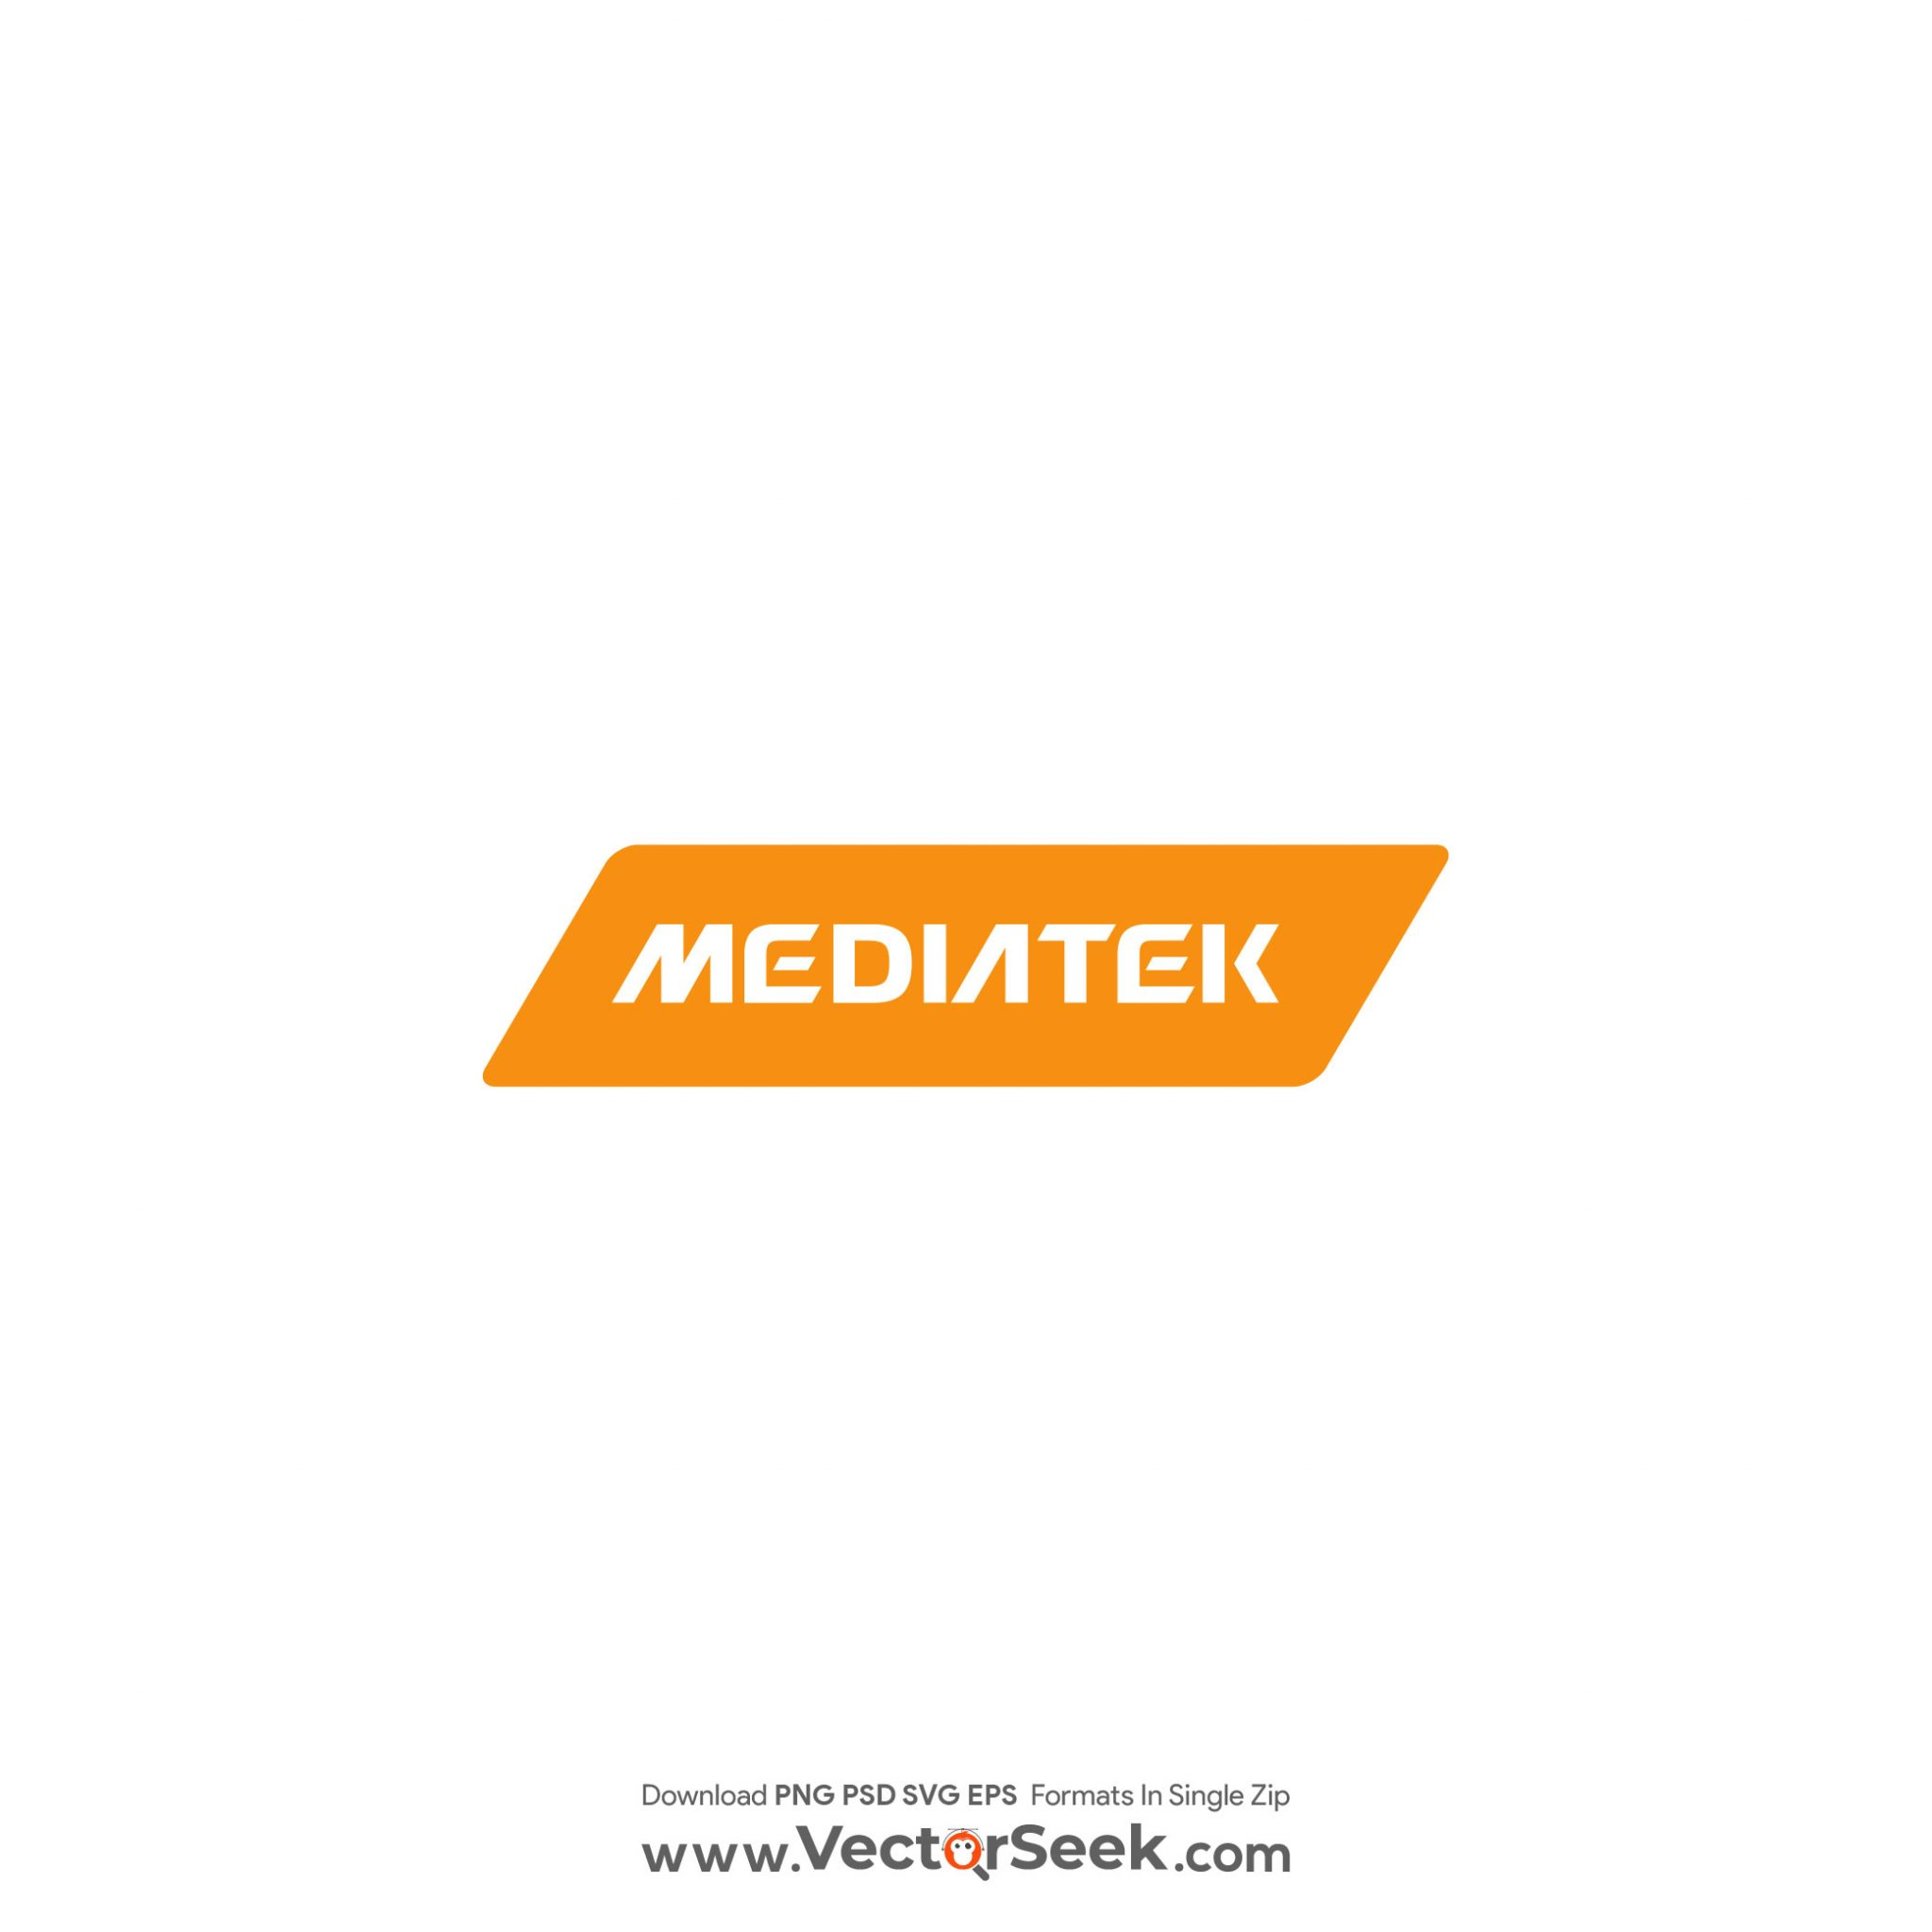 MEDIATEK
Download PNG PSD SVG EPS Formats In Single Zip
www.VectorSeek.com